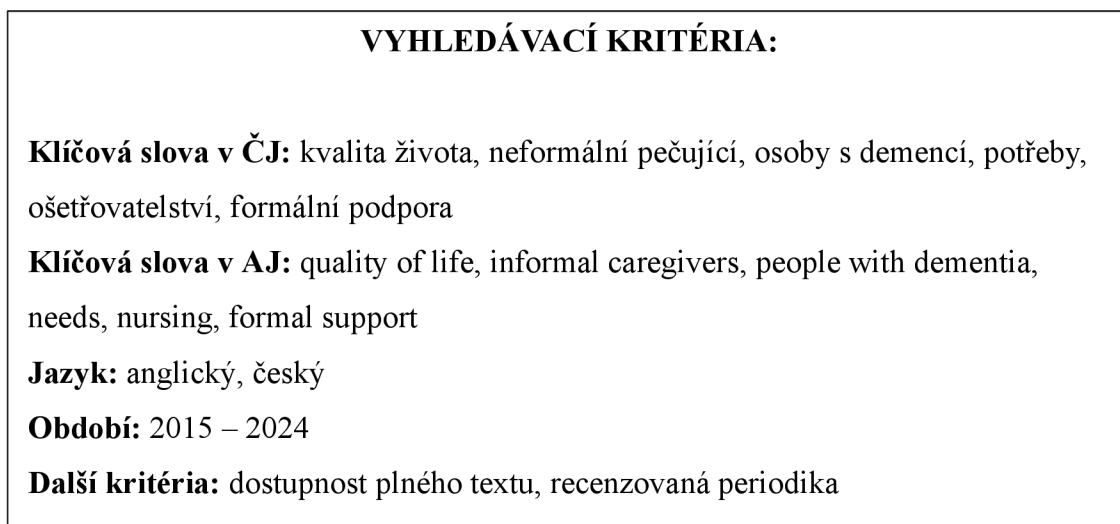 VYHLEDÁVACÍ KRITÉRIA:
Klíčová slova v ČJ: kvalita života, neformální pečující, osoby s demencí, potřeby,
ošetřovatelství, formální podpora
Klíčová slova v AJ: quality of life, informal caregivers, people with dementia,
needs, nursing, formal support
Jazyk: anglický, český
Období: 2015 – 2024
Další kritéria: dostupnost plného textu, recenzovaná periodika